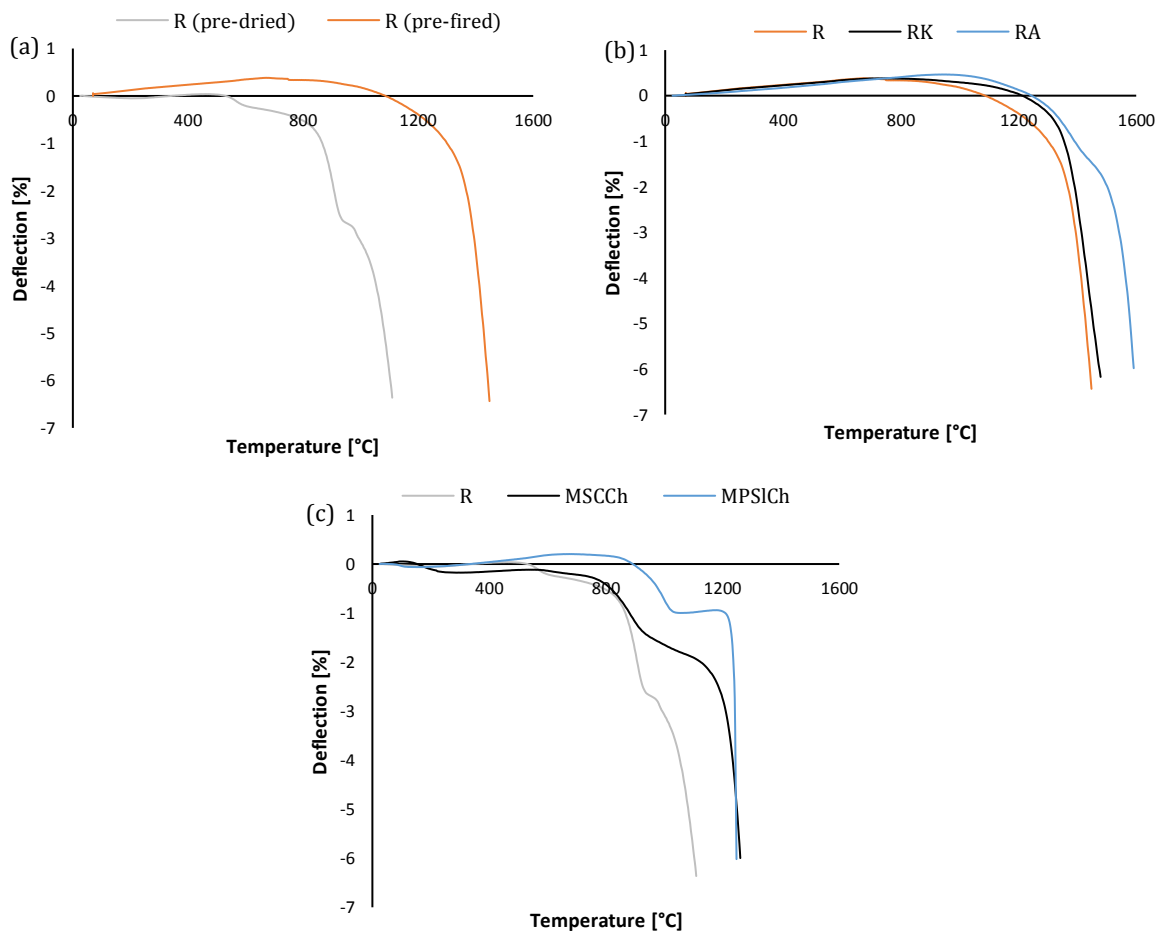 (a)
R (pre-dried) R (pre-fired)
1
0
-1
-2
-3
-4
-5
-6
-7
0 400 800 1200 1600
Deflection [%]
Temperature [°C]
(b)
R RK RA
1
0
-1
-2
-3
-4
-5
-6
-7
0 400 800 1200 1600
Deflection [%]
Temperature [°C]
(c)
R MSCCh MPSlCh
1
0
-1
-2
-3
-4
-5
-6
-7
0 400 800 1200 1600
Deflection [%]
Temperature [°C]